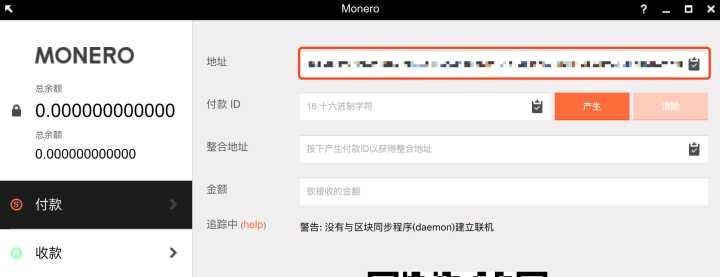 Monero
MONERO
总余额
0.000000000000
总余额
0.000000000000
付款
收款
地址
付款 ID
16 十六进制字符
产生
清除
整合地址
按下产生付款ID以获得整合地址
金额
欲接收的金额
追踪中 (help)
警告: 没有与区块同步程序(daemon)建立联机